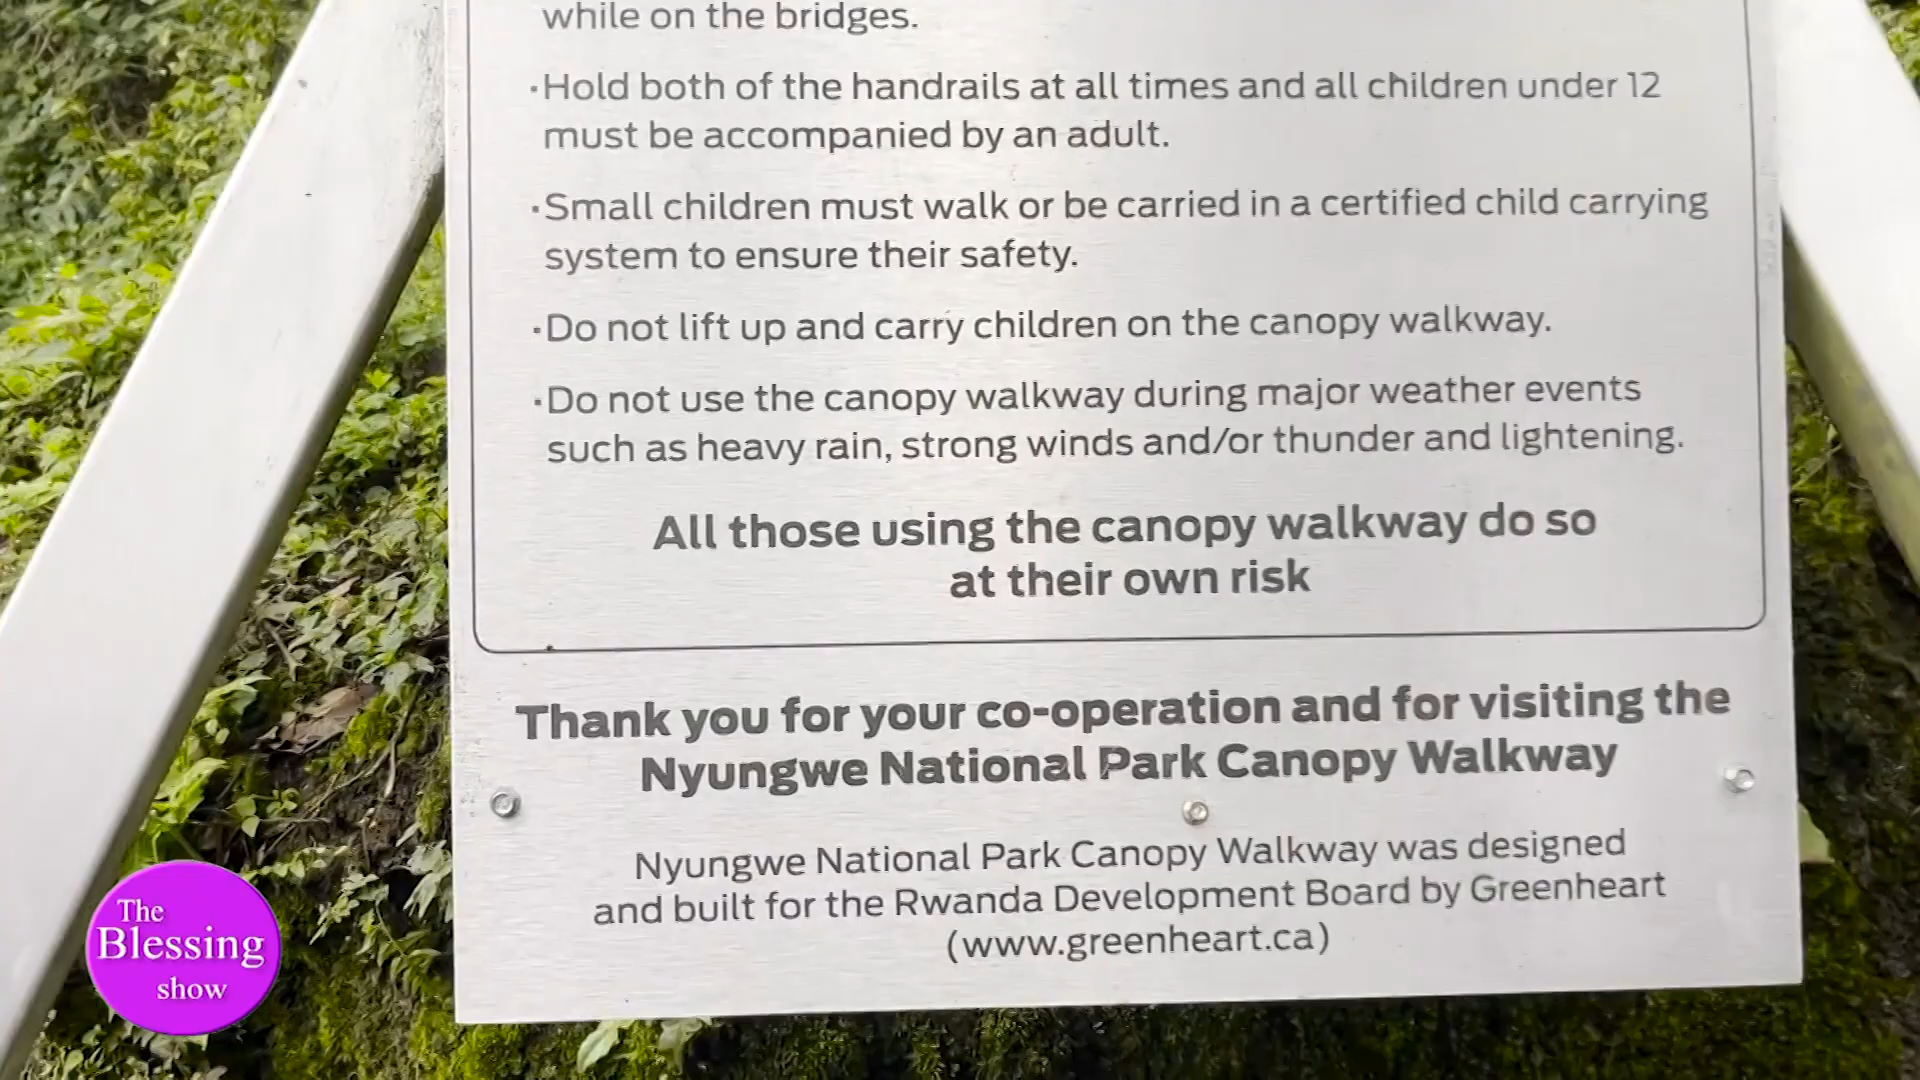 while on the bridges.
·Hold both of the handrails at all times and all children under 12
must be accompanied by an adult.
·Small children must walk or be carried in a certified child carrying
system to ensure their safety.
·Do not lift up and carry children on the canopy walkway.
·Do not use the canopy walkway during major weather events
such as heavy rain, strong winds and/or thunder and lightening.
All those using the canopy walkway do so
at their own risk
Thank you for your co-operation and for visiting the
Nyungwe National Park Canopy Walkway
Nyungwe National Park Canopy Walkway was designed
and built for the Rwanda Development Board by Greenheart
(www.greenheart.ca)
The
Blessing
show